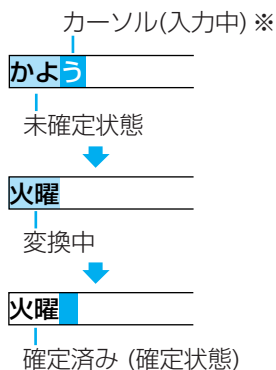 カーソル(入力中)※
かよう
未確定状態
火曜
変換中
火曜
確定済み (確定状態)